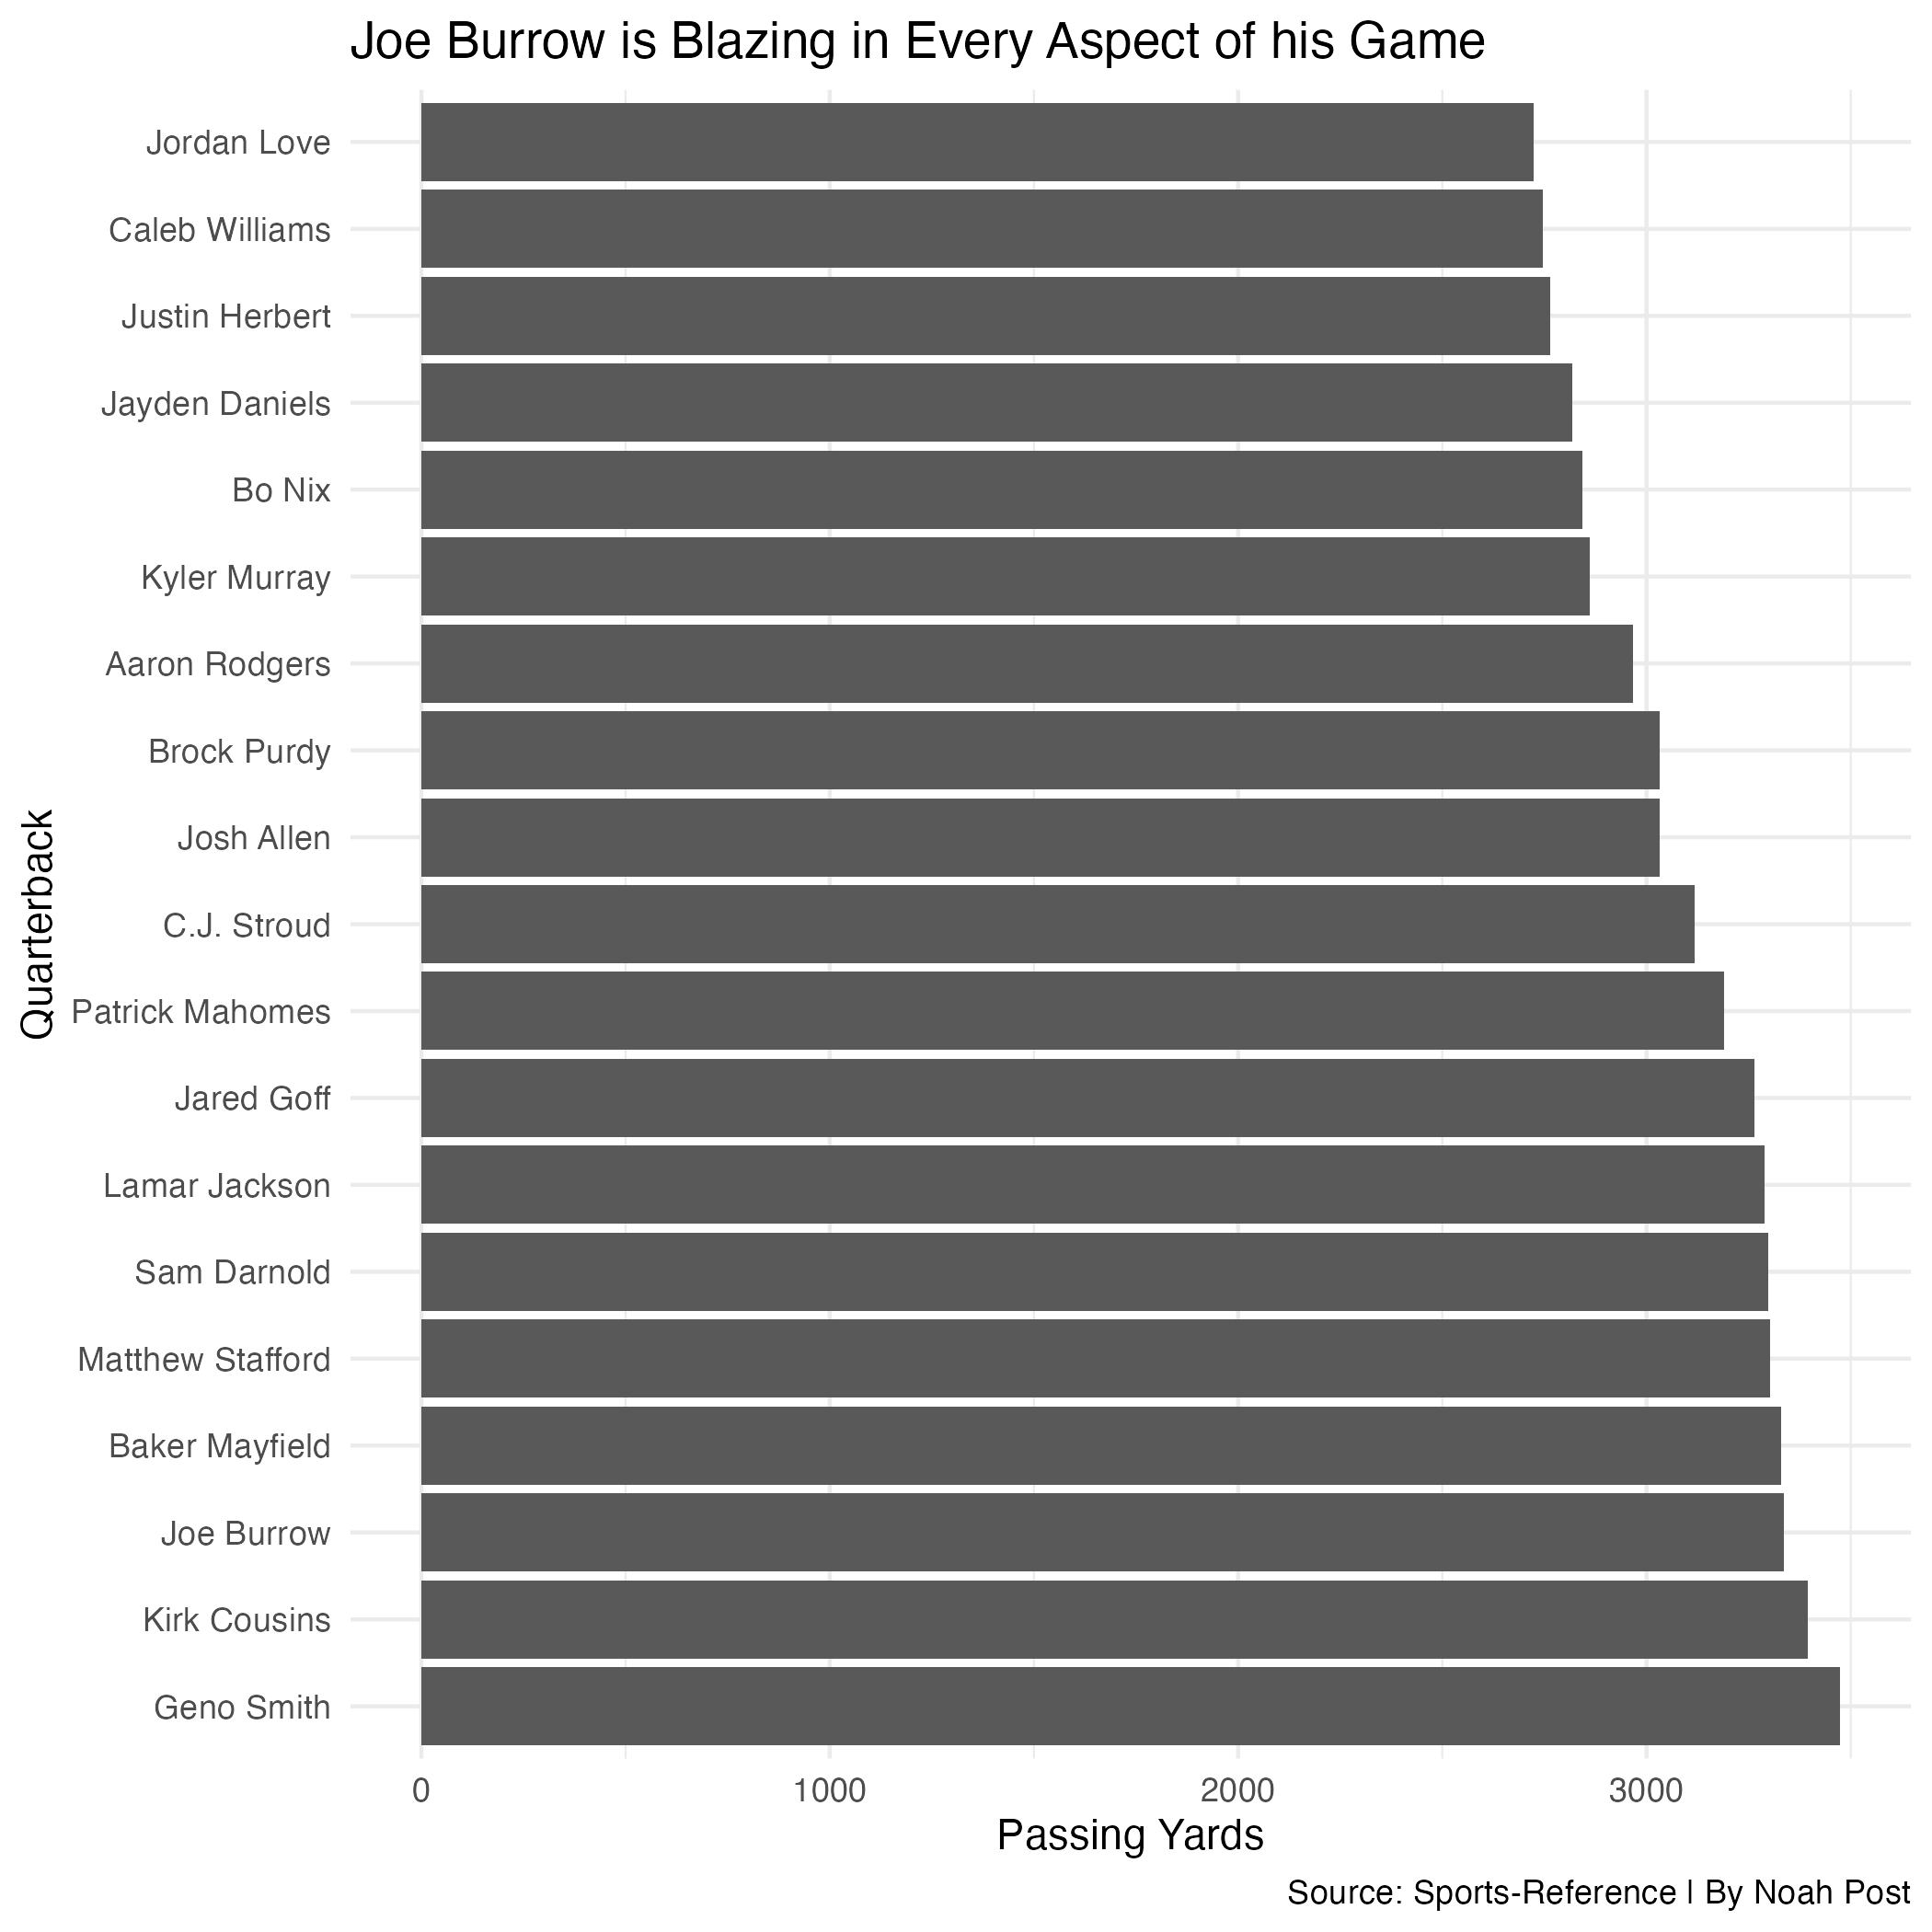 Joe Burrow is Blazing in Every Aspect of his Game
Quarterback
Jordan Love
Caleb Williams
Justin Herbert
Jayden Daniels
Bo Nix
Kyler Murray
Aaron Rodgers
Brock Purdy
Josh Allen
C.J. Stroud
Patrick Mahomes
Jared Goff
Lamar Jackson
Sam Darnold
Matthew Stafford
Baker Mayfield
Joe Burrow
Kirk Cousins
Geno Smith
0 1000 2000 3000
Passing Yards
Source: Sports-Reference | By Noah Post